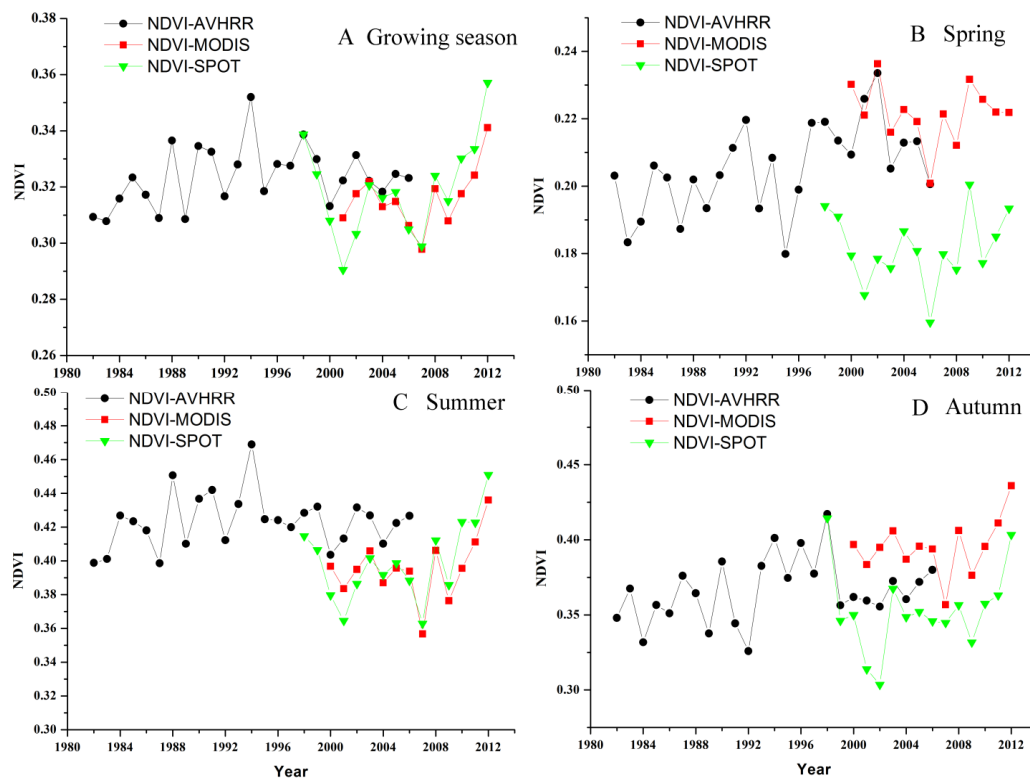 NDVI-AVHRR
NDVI-MODIS
NDVI-SPOT
A Growing season
0.38
0.36
0.34
0.32
0.30
0.28
0.26
NDVI
1980 1984 1988 1992 1996 2000 2004 2008 2012
NDVI-AVHRR
NDVI-MODIS
NDVI-SPOT
B Spring
0.24
0.22
0.20
0.18
0.16
NDVI
1980 1984 1988 1992 1996 2000 2004 2008 2012
NDVI-AVHRR
NDVI-MODIS
NDVI-SPOT
C Summer
0.50
0.48
0.46
0.44
0.42
0.40
0.38
0.36
0.34
0.32
0.30
NDVI
1980 1984 1988 1992 1996 2000 2004 2008 2012
Year
NDVI-AVHRR
NDVI-MODIS
NDVI-SPOT
D Autumn
0.50
0.45
0.40
0.35
0.30
NDVI
1980 1984 1988 1992 1996 2000 2004 2008 2012
Year